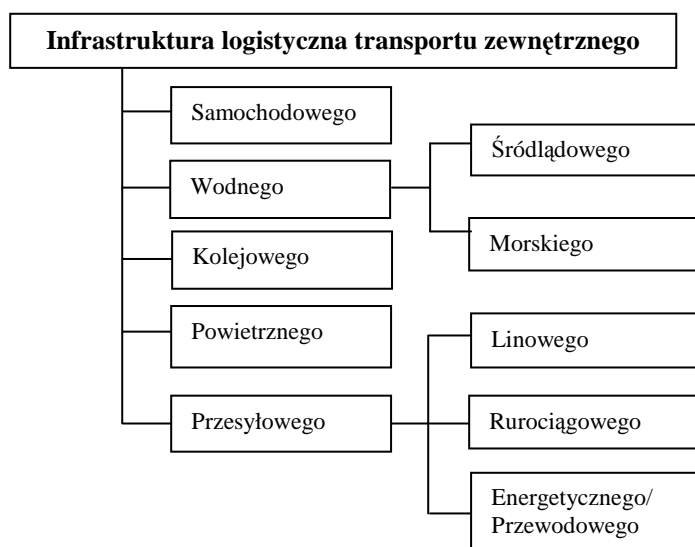 Infrastruktura logistyczna transportu zewnętrznego
Samochodowego
Wodnego
Śródlądowego
Morskiego
Kolejowego
Powietrznego
Przesyłowego
Linowego
Rurociągowego
Energetycznego/
Przewodowego